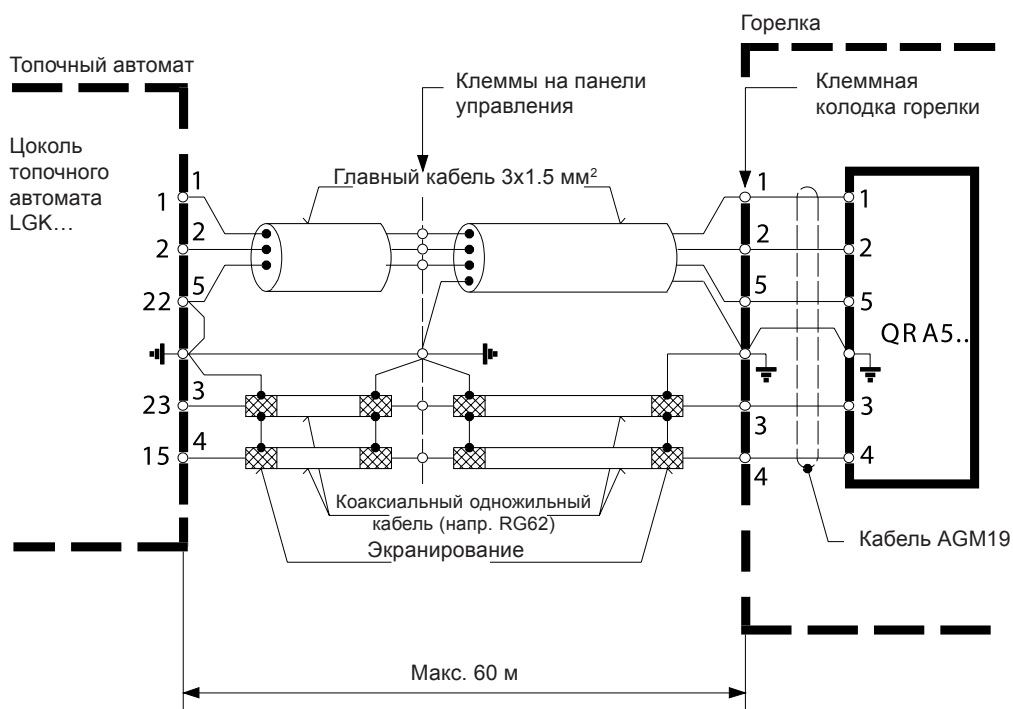 Горелка
Топочный автомат
Клеммы на панели
управления
Клеммная
колодка горелки
Цоколь
топочного
автомата
LGK…
Главный кабель 3x1.5 мм²
1
1
1
1
2
2
2
2
5
22
5
5
QRA5..
3
23
3
3
4
15
4
4
Коаксиальный одножильный
кабель (напр. RG62)
Экранирование
Кабель AGM19
Макс. 60 м